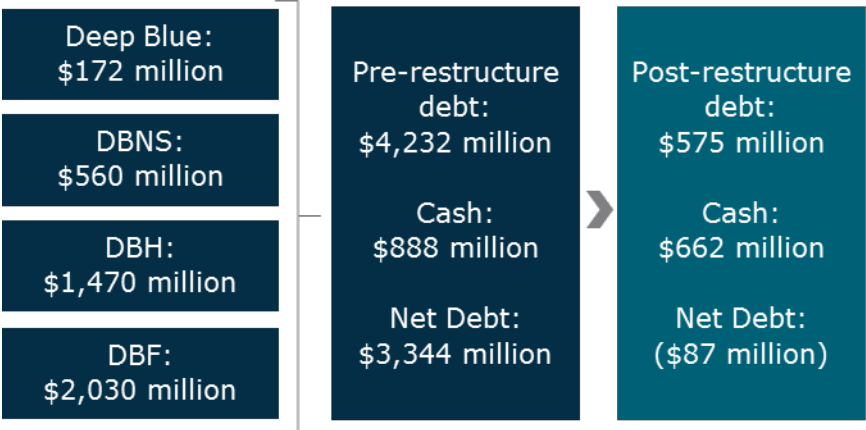 Deep Blue:
$172 million
DBNS:
$560 million
DBH:
$1,470 million
DBF:
$2,030 million
Pre-restructure
debt:
$4,232 million
Cash:
$888 million
Net Debt:
$3,344 million
Post-restructure
debt:
$575 million
Cash:
$662 million
Net Debt:
($87 million)